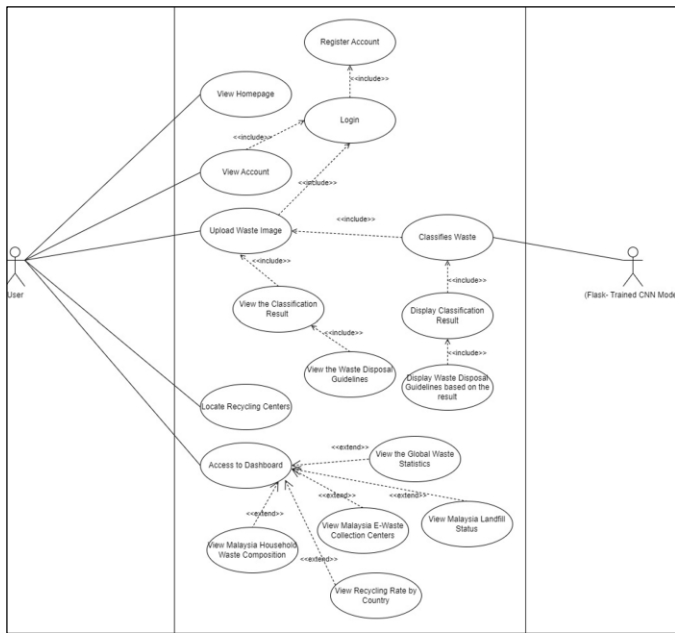 Register Account
<<include>>
View Homepage
Login
<<include>>
View Account
<<include>>
Upload Waste Image
<<include>>
Classifies Waste
User
(Flask- Trained CNN Mode
<<include>>
<<include>>
View the Classification
Result
Display Classification
Result
<<include>>
<<include>>
View the Waste Disposal
Guidelines
Display Waste Disposal
Guidelines based on the
result
Locate Recycling Centers
<<extend>>
View the Global Waste
Statistics
Access to Dashboard
<<extend>>
<<extend>>
<<extend>>
View Malaysia E-Waste
Collection Centers
View Malaysia Landfill
Status
View Malaysia Household
Waste Composition
<<extend>>
View Recycling Rate by
Country